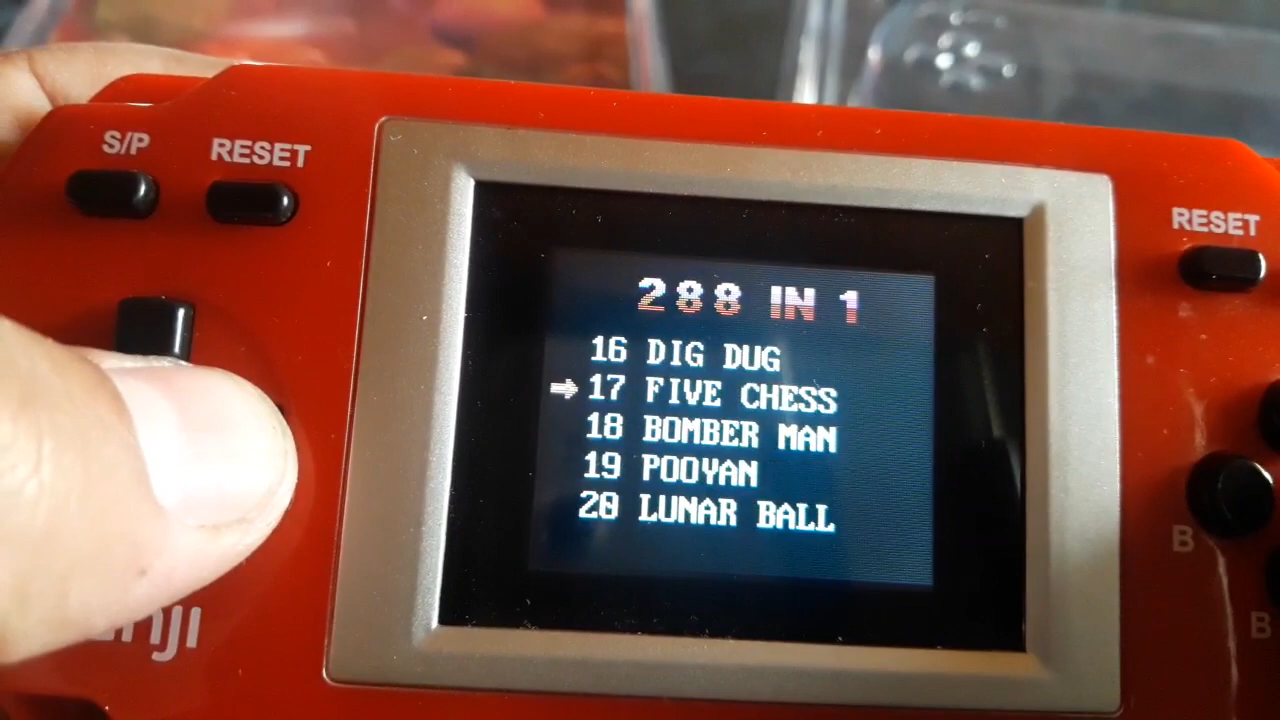 S/P
RESET
RESET
288 IN 1
16 DIG DUG
17 FIVE CHESS
18 BOMBER MAN
19 POOYAN
20 LUNAR BALL
B
B